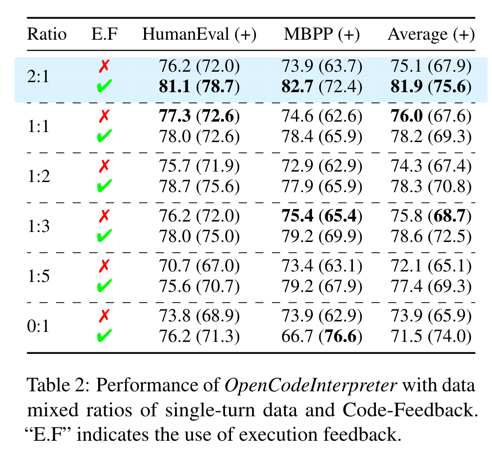 Ratio E.F HumanEval (+) MBPP (+) Average (+)
2:1 ✗ 76.2 (72.0) 73.9 (63.7) 75.1 (67.9)
✔ 81.1 (78.7) 82.7 (72.4) 81.9 (75.6)
1:1 ✗ 77.3 (72.6) 74.6 (62.6) 76.0 (67.6)
✔ 78.0 (72.6) 78.4 (65.9) 78.2 (69.3)
1:2 ✗ 75.7 (71.9) 72.9 (62.9) 74.3 (67.4)
✔ 78.7 (75.6) 77.9 (65.9) 78.3 (70.8)
1:3 ✗ 76.2 (72.0) 75.4 (65.4) 75.8 (68.7)
✔ 78.0 (75.0) 79.2 (69.9) 78.6 (72.5)
1:5 ✗ 70.7 (67.0) 73.4 (63.1) 72.1 (65.1)
✔ 75.6 (70.7) 79.2 (67.9) 77.4 (69.3)
0:1 ✗ 73.8 (68.9) 73.9 (62.9) 73.9 (65.9)
✔ 76.2 (71.3) 66.7 (76.6) 71.5 (74.0)
Table 2: Performance of OpenCodeInterpreter with data
mixed ratios of single-turn data and Code-Feedback.
“E.F” indicates the use of execution feedback.